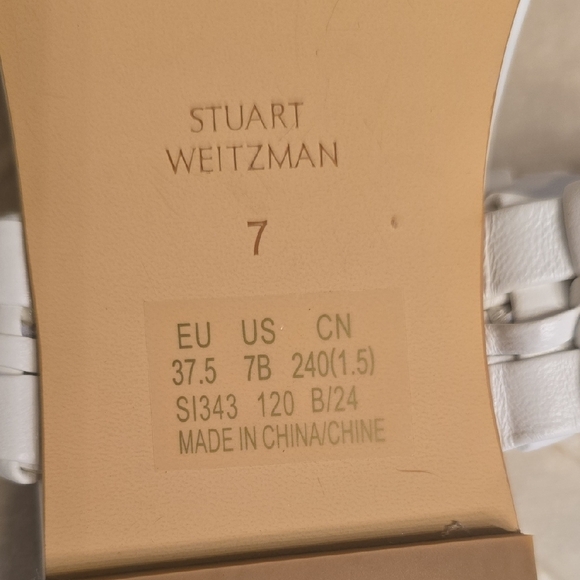 STUART
WEITZMAN
7
EU US CN
37.5 7B 240(1.5)
SI343 120 B/24
MADE IN CHINA/CHINE